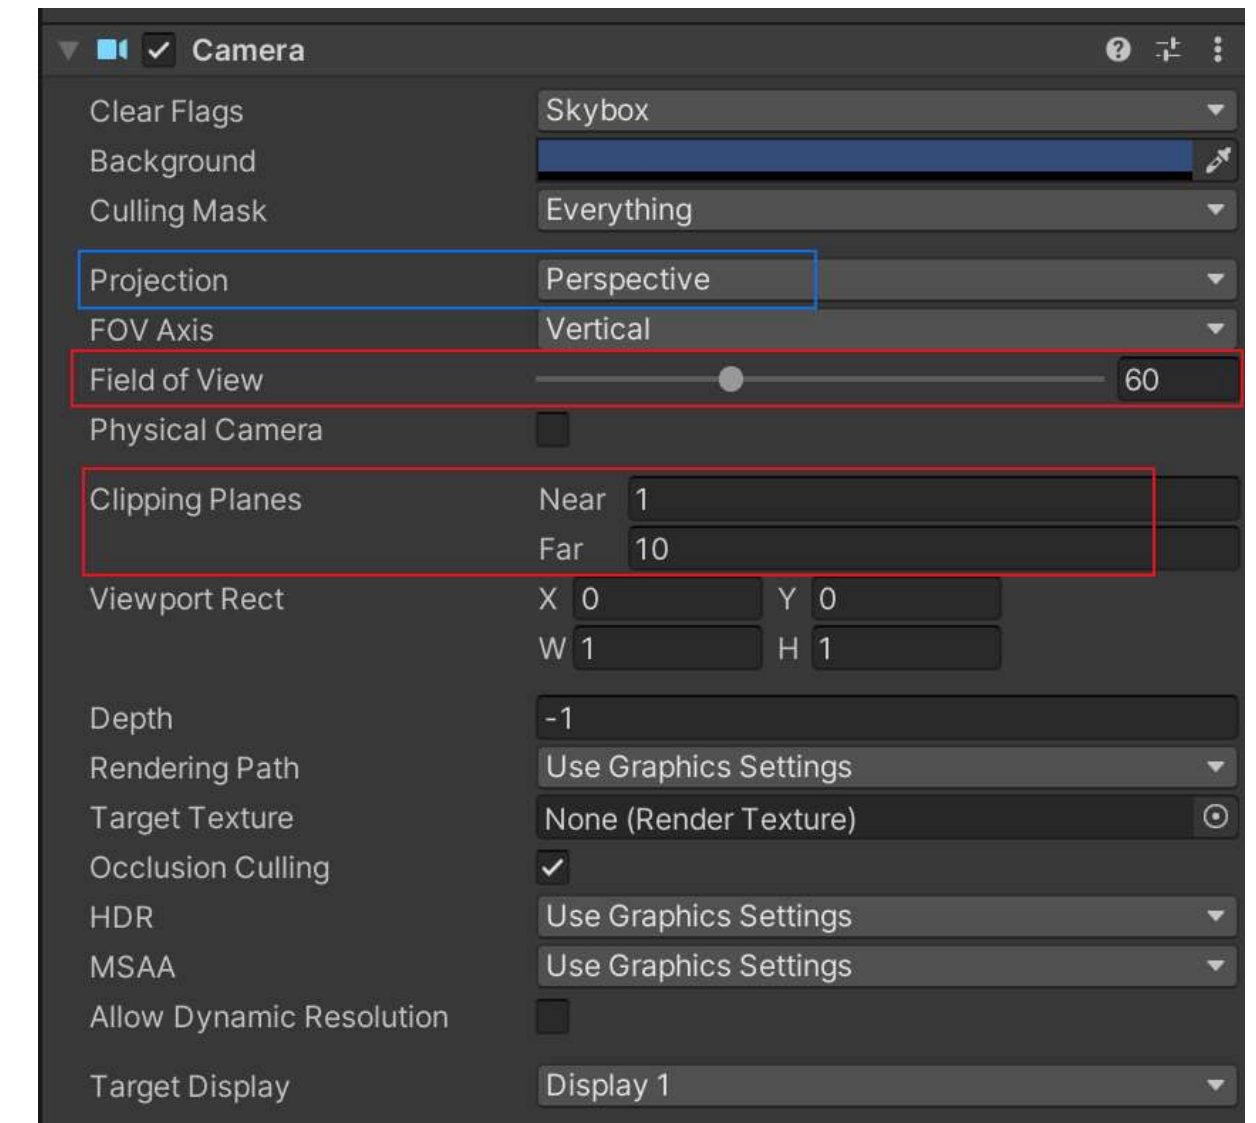 Camera
Clear Flags Skybox
Background
Culling Mask Everything
Projection Perspective
FOV Axis Vertical
Field of View 60
Physical Camera
Clipping Planes Near 1
Far 10
Viewport Rect X 0 Y 0
W 1 H 1
Depth -1
Rendering Path Use Graphics Settings
Target Texture None (Render Texture)
Occlusion Culling
HDR Use Graphics Settings
MSAA Use Graphics Settings
Allow Dynamic Resolution
Target Display Display 1